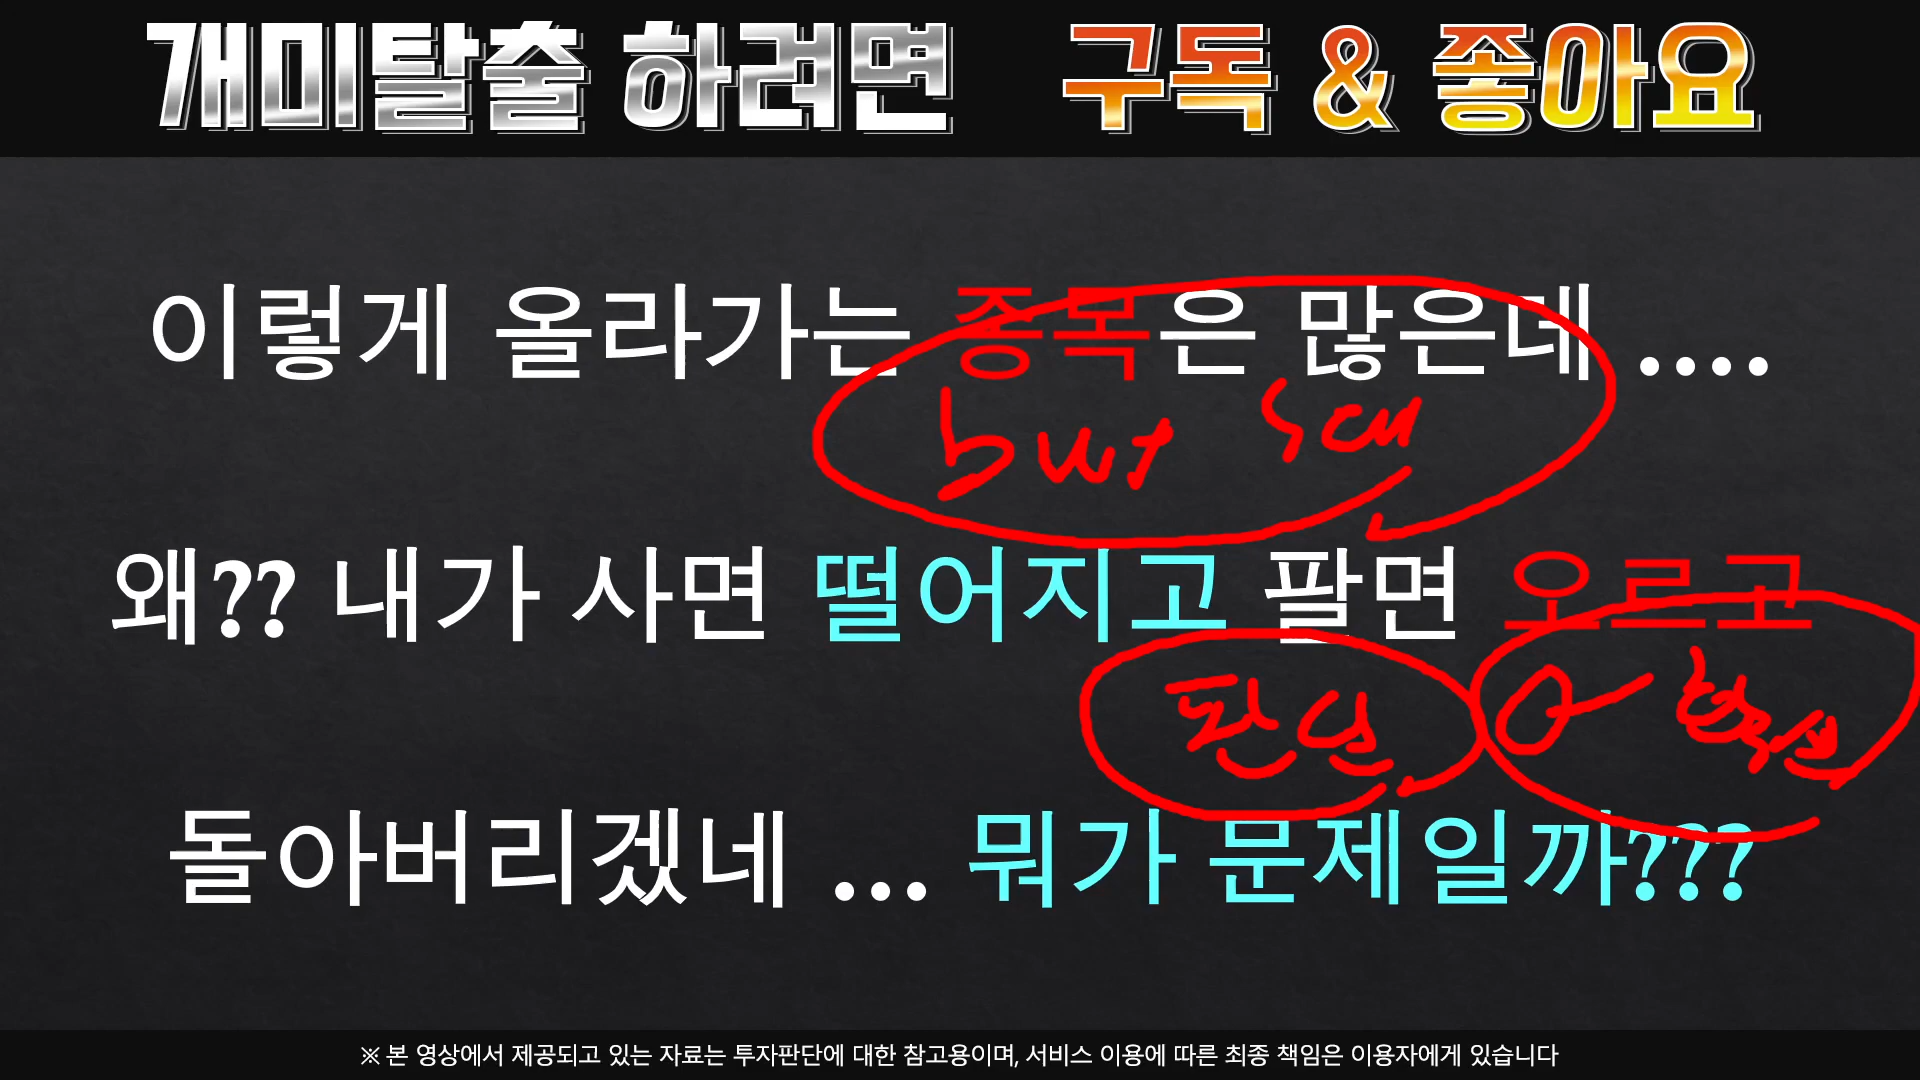 개미탈출 하려면 구독 & 좋아요
이렇게 올라가는 종목은 많은데 ....
but
왜?? 내가 사면 떨어지고 팔면 오르고
판단
돌아버리겠네 ... 뭐가 문제일까???
※ 본 영상에서 제공되고 있는 자료는 투자판단에 대한 참고용이며, 서비스 이용에 따른 최종 책임은 이용자에게 있습니다